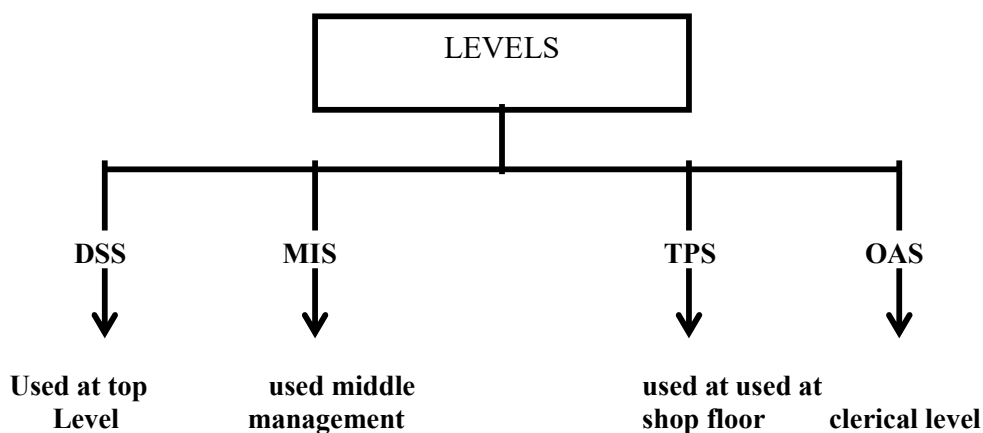 LEVELS
DSS MIS TPS OAS
Used at top used middle used at used at
Level management shop floor clerical level